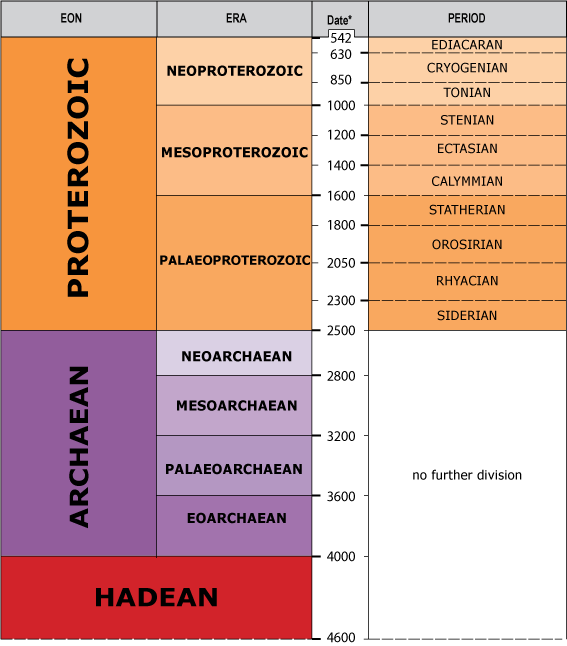 EON ERA Date* PERIOD
542
EDIACARAN
630
NEOPROTEROZOIC CRYOGENIAN
850
TONIAN
1000
STENIAN
1200
MESOPROTEROZOIC ECTASIAN
1400
CALYMMIAN
1600
STATHERIAN
1800
PROTEROZOIC
PALAEOPROTEROZOIC OROSIRIAN
2050
RHYACIAN
2300
SIDERIAN
2500
NEOARCHAEAN
2800
MESOARCHAEAN
3200
ARCHAEAN
PALAEOARCHAEAN no further division
3600
EOARCHAEAN
4000
HADEAN
4600